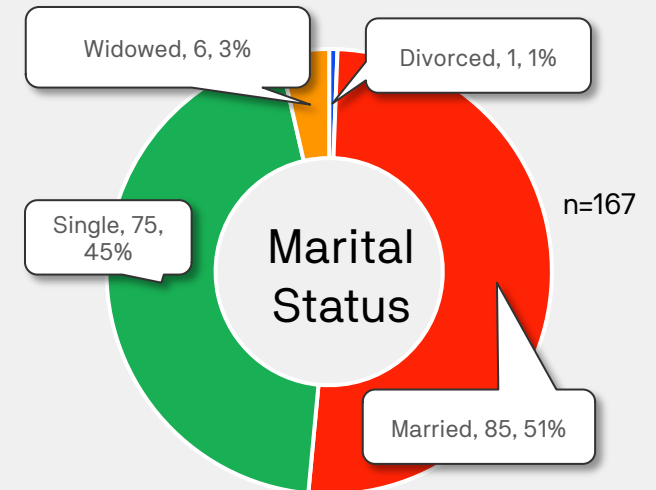 Widowed, 6, 3%
Divorced, 1, 1%
Single, 75,
45%
n=167
Marital
Status
Married, 85, 51%